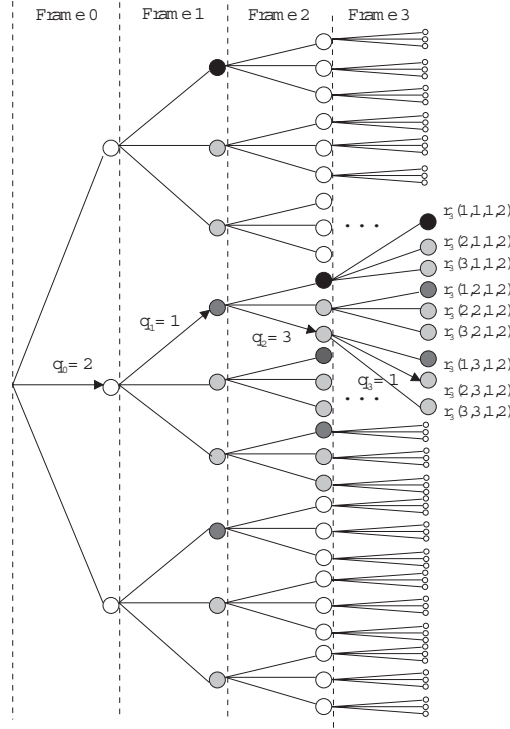 Frame 0 Frame 1 Frame 2 Frame 3
r₃(1,1,1,2)
. . .
r₃(2,1,1,2)
r₃(3,1,1,2)
r₃(1,2,1,2)
q₁= 1
r₃(2,2,1,2)
q₂= 3
r₃(3,2,1,2)
q₀= 2
r₃(1,3,1,2)
q₃= 1
r₃(2,3,1,2)
. . .
r₃(3,3,1,2)